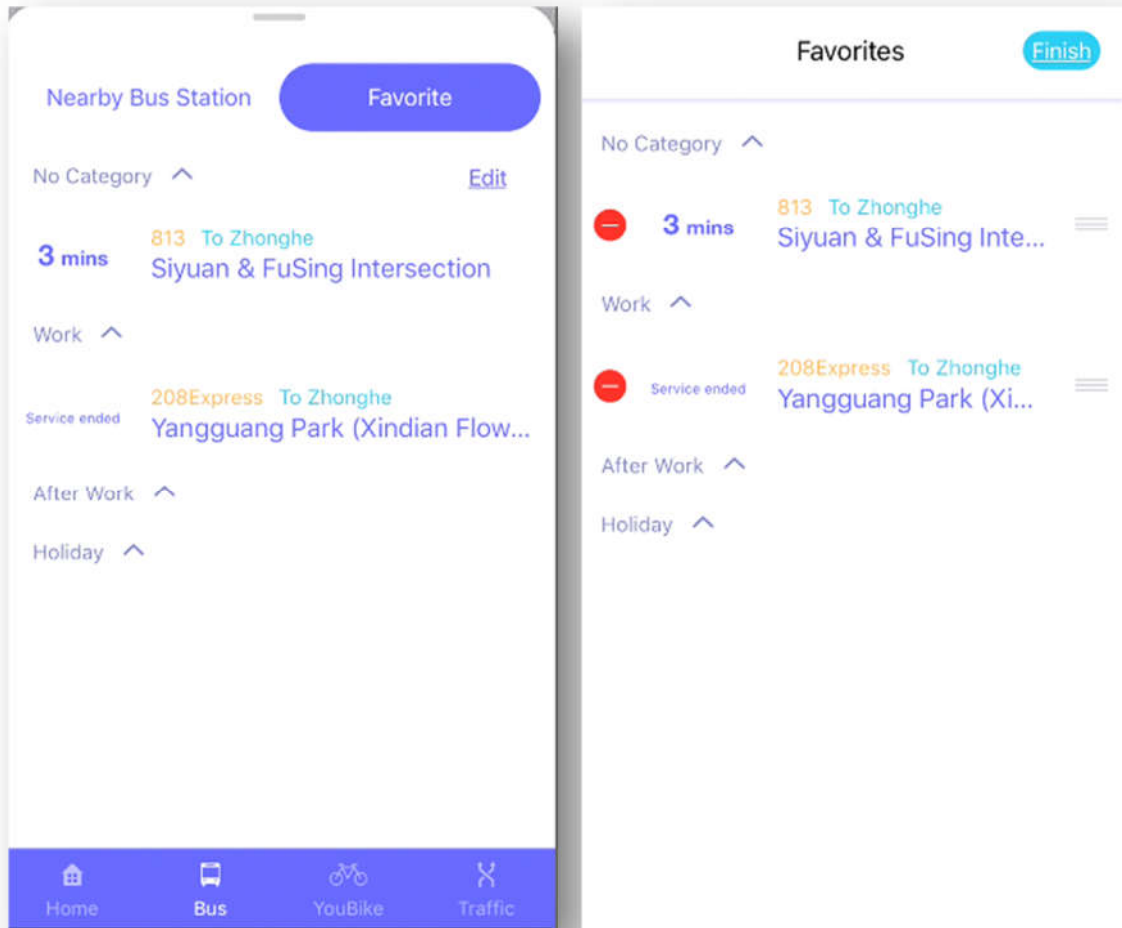 Nearby Bus Station Favorite
No Category Edit
813 To Zhonghe
3 mins Siyuan & FuSing Intersection
Work
208Express To Zhonghe
Service ended Yangguang Park (Xindian Flow...
After Work
Holiday
Home Bus YouBike Traffic
Favorites Finish
No Category
813 To Zhonghe
3 mins Siyuan & FuSing Inte...
Work
208Express To Zhonghe
Service ended Yangguang Park (Xi...
After Work
Holiday